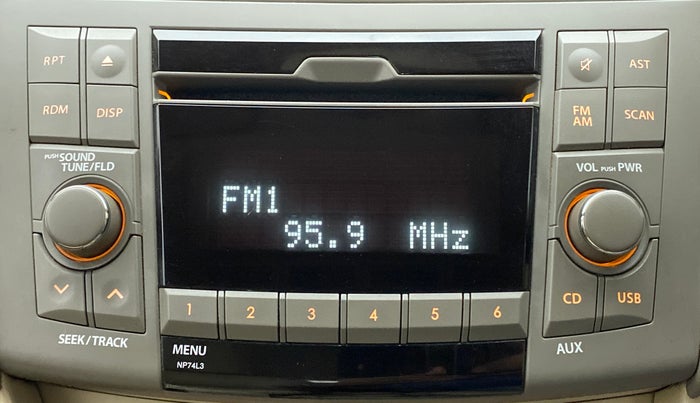 RPT
AST
RDM
DISP
FM
AM
SCAN
PUSH SOUND
TUNE/FLD
VOL PUSH PWR
FM1
95.9 MHz
1 2 3 4 5 6
CD
USB
SEEK/TRACK
MENU
NP74L3
AUX